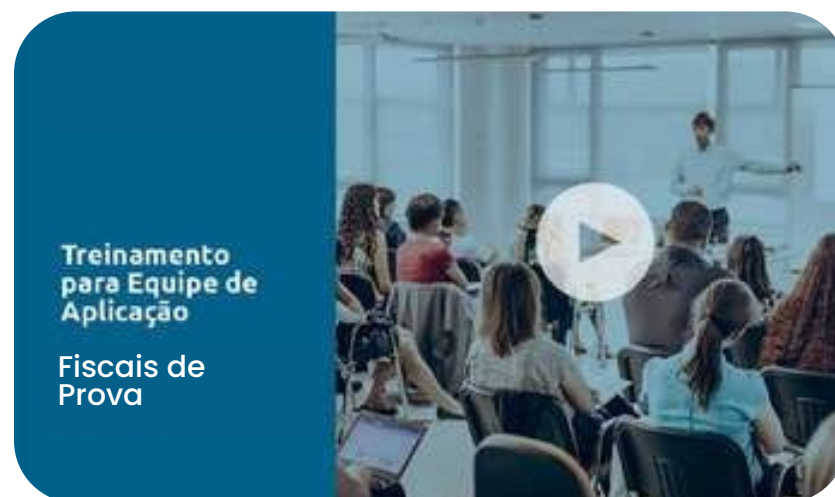 Treinamento
para Equipe de
Aplicação
Fiscais de
Prova